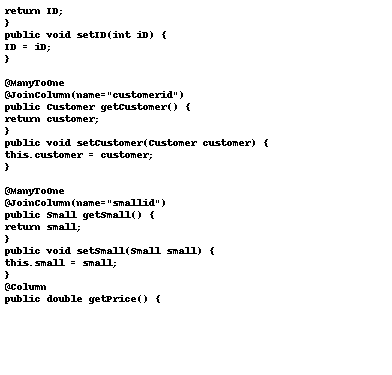 return ID;
}
public void setID(int iD) {
ID = iD;
}
@ManyToOne
@JoinColumn(name="customerid")
public Customer getCustomer() {
return customer;
}
public void setCustomer(Customer customer) {
this.customer = customer;
}
@ManyToOne
@JoinColumn(name="smallid")
public Small getSmall() {
return small;
}
public void setSmall(Small small) {
this.small = small;
}
@Column
public double getPrice() {